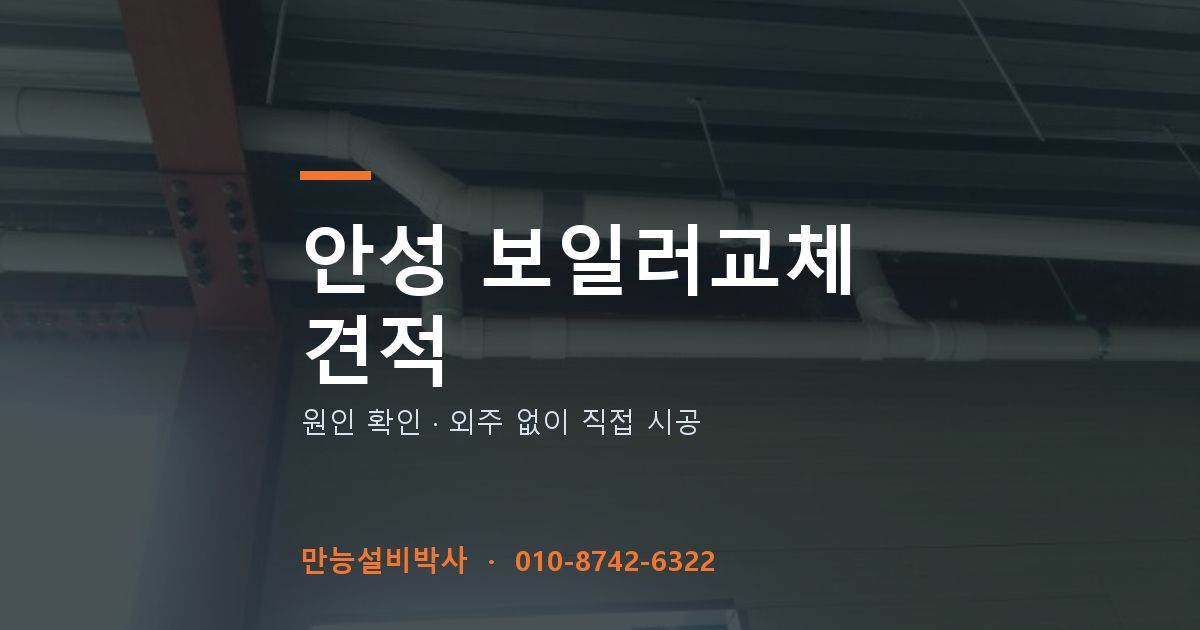 안성 보일러교체
견적
원인 확인 · 외주 없이 직접 시공
만능설비박사 · 010-8742-6322